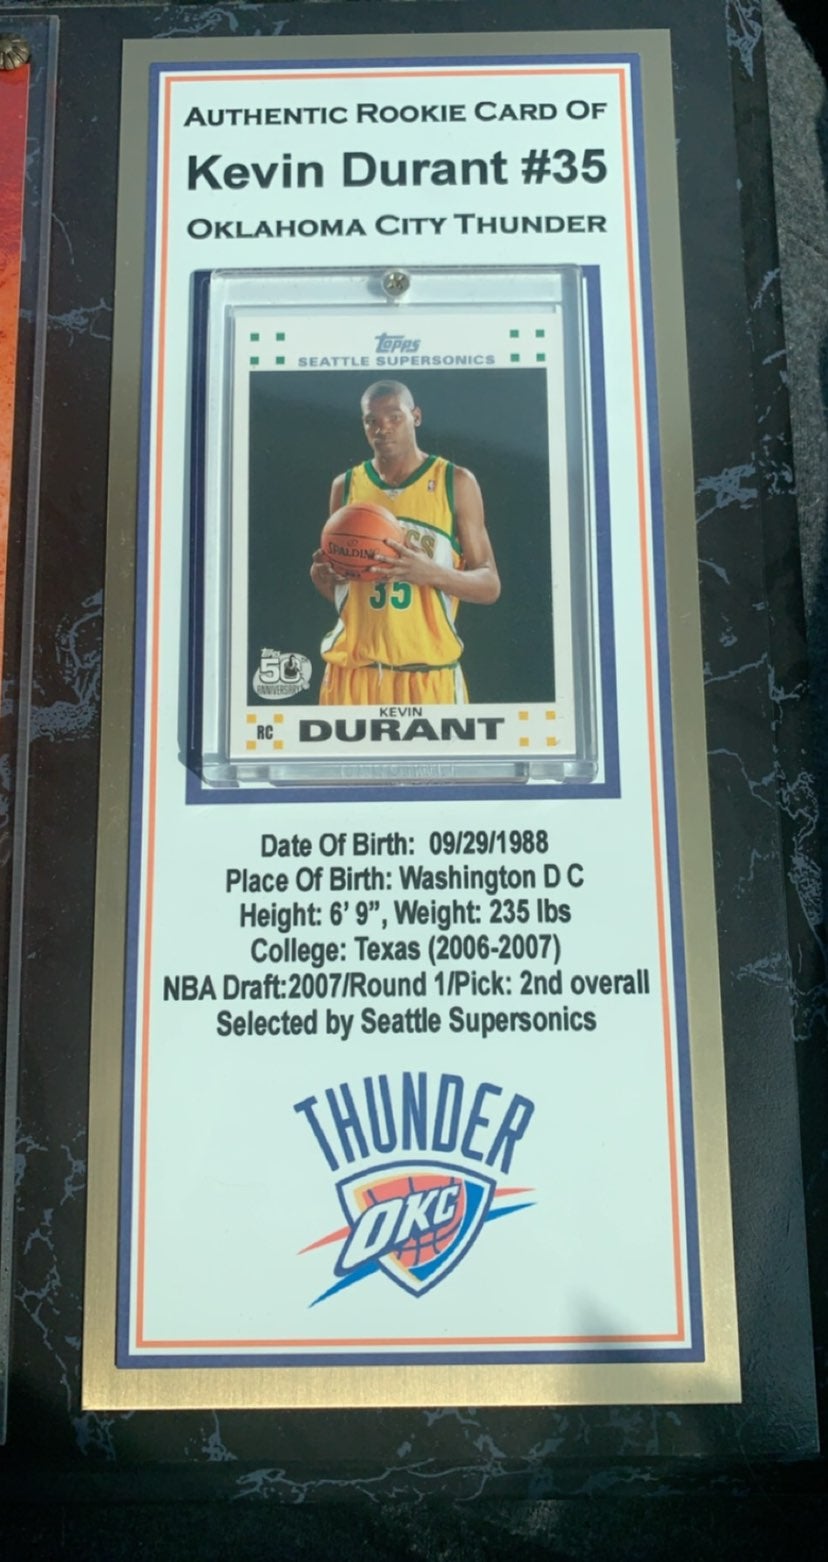 AUTHENTIC ROOKIE CARD OF
Kevin Durant #35
OKLAHOMA CITY THUNDER
Topps
SEATTLE SUPERSONICS
SPALDING
CS
35
Topps
50
ANNIVERSARY
RC
KEVIN
DURANT
Date Of Birth: 09/29/1988
Place Of Birth: Washington D C
Height: 6' 9", Weight: 235 lbs
College: Texas (2006-2007)
NBA Draft:2007/Round 1/Pick: 2nd overall
Selected by Seattle Supersonics
THUNDER
OKC